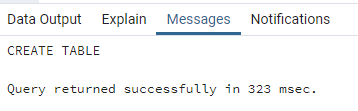 Data Output Explain Messages Notifications
CREATE TABLE
Query returned successfully in 323 msec.